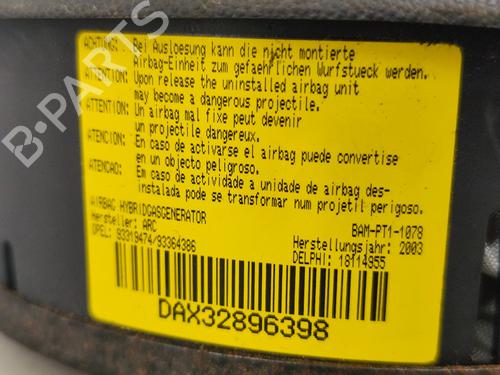 B-PARTS
ACHTUNG: Bei Ausloesung kann die nicht montierte
Airbag-Einheit zum gefaehrlichen Wurfstueck werden.
ATTENTION: Upon release the uninstalled airbag unit
may become a dangerous projectile.
ATTENTION: Un airbag mal fixe peut devenir
un projectile dangereux.
ATENCION: En caso de activarse el airbag puede convertise
en un objecto peligroso.
ATENCAO: Em caso de actividade a unidade de airbag des-
instalada pode se transformar num projetil perigoso.
AIRBAG HYBRIDGASGENERATOR
BAM-PT1-1078
Hersteller: ARC
Herstellungsjahr: 2003
OPEL: 93319474/93364386
DELPHI: 18114955
DAX32896398